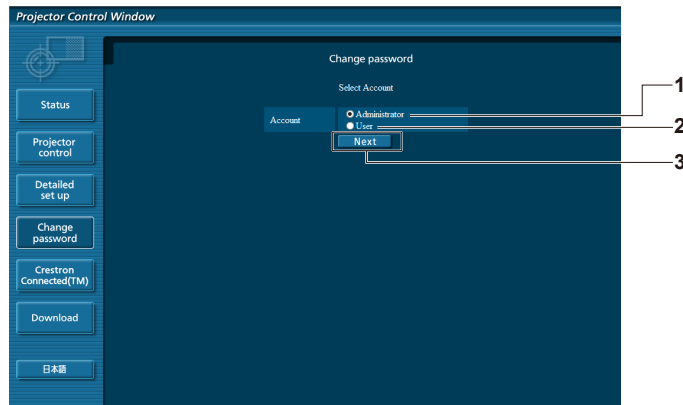 Projector Control Window
Change password
Select Account
Account
Administrator
User
Next
1
2
3
Status
Projector
control
Detailed
set up
Change
password
Crestron
Connected(TM)
Download
日本語